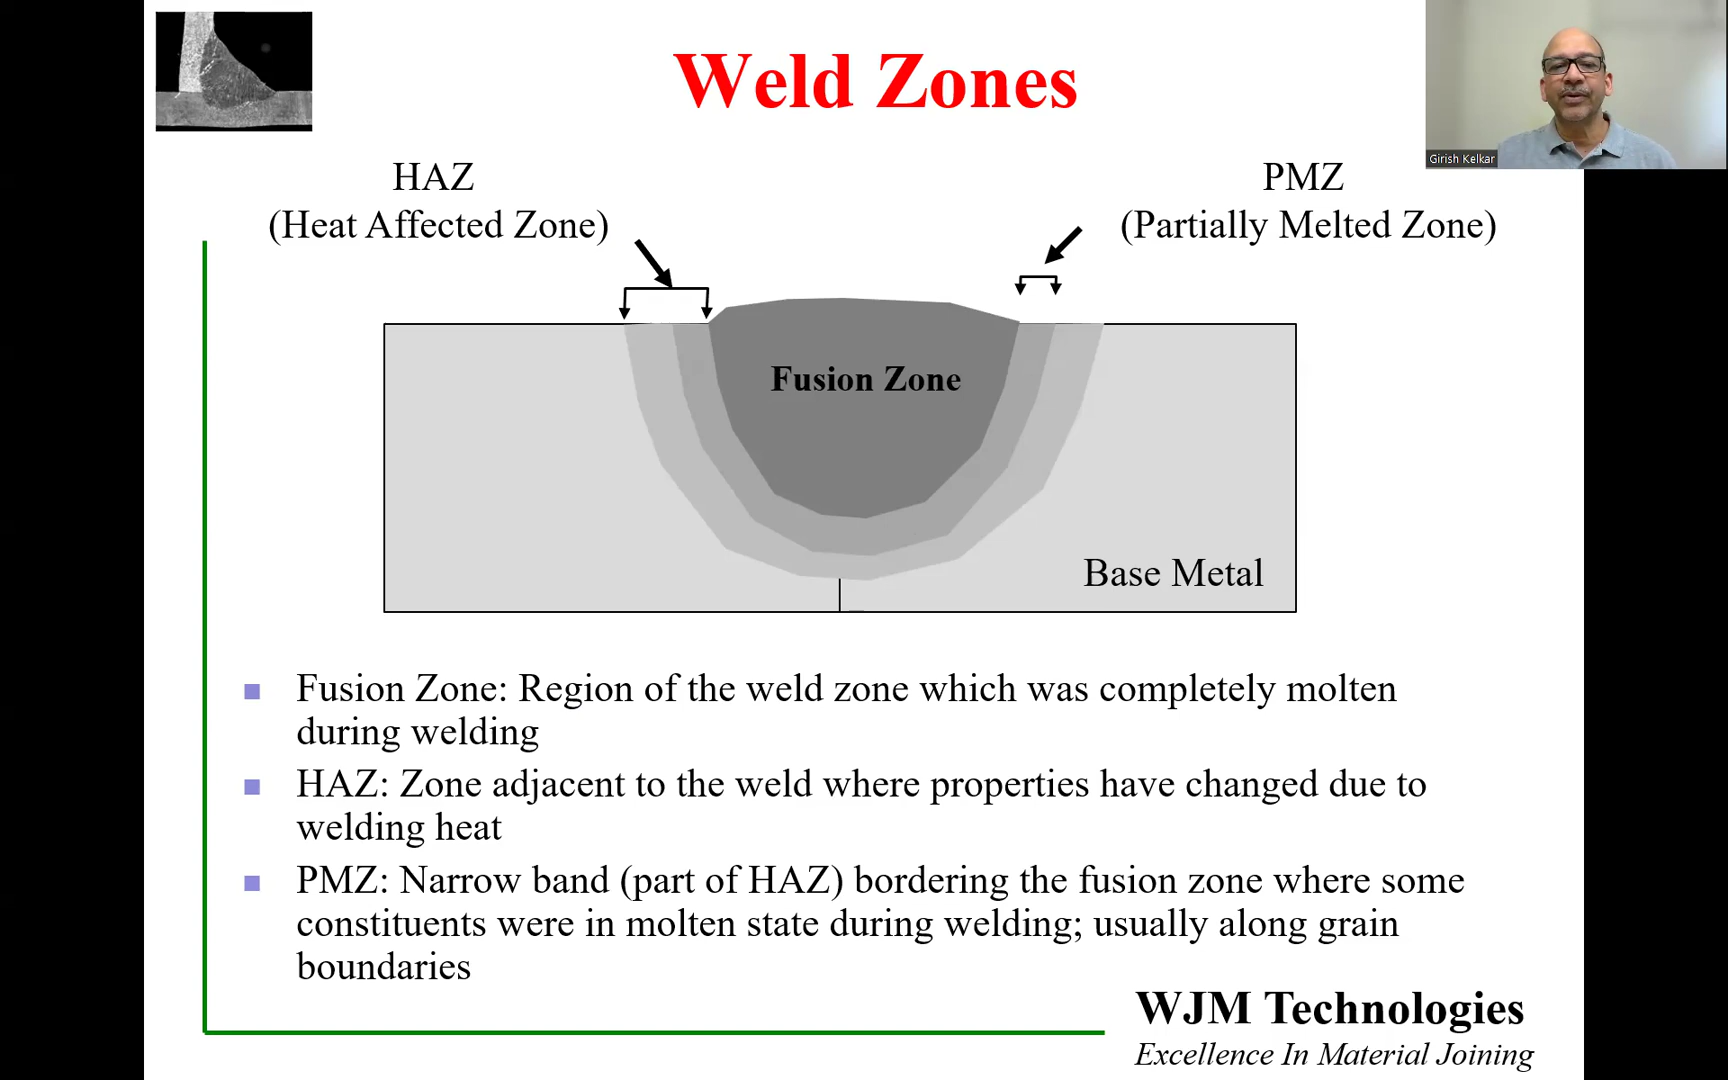 Weld Zones
Girish Kelkar
HAZ
(Heat Affected Zone)
PMZ
(Partially Melted Zone)
Fusion Zone
Base Metal
Fusion Zone: Region of the weld zone which was completely molten
during welding
HAZ: Zone adjacent to the weld where properties have changed due to
welding heat
PMZ: Narrow band (part of HAZ) bordering the fusion zone where some
constituents were in molten state during welding; usually along grain
boundaries
WJM Technologies
Excellence In Material Joining